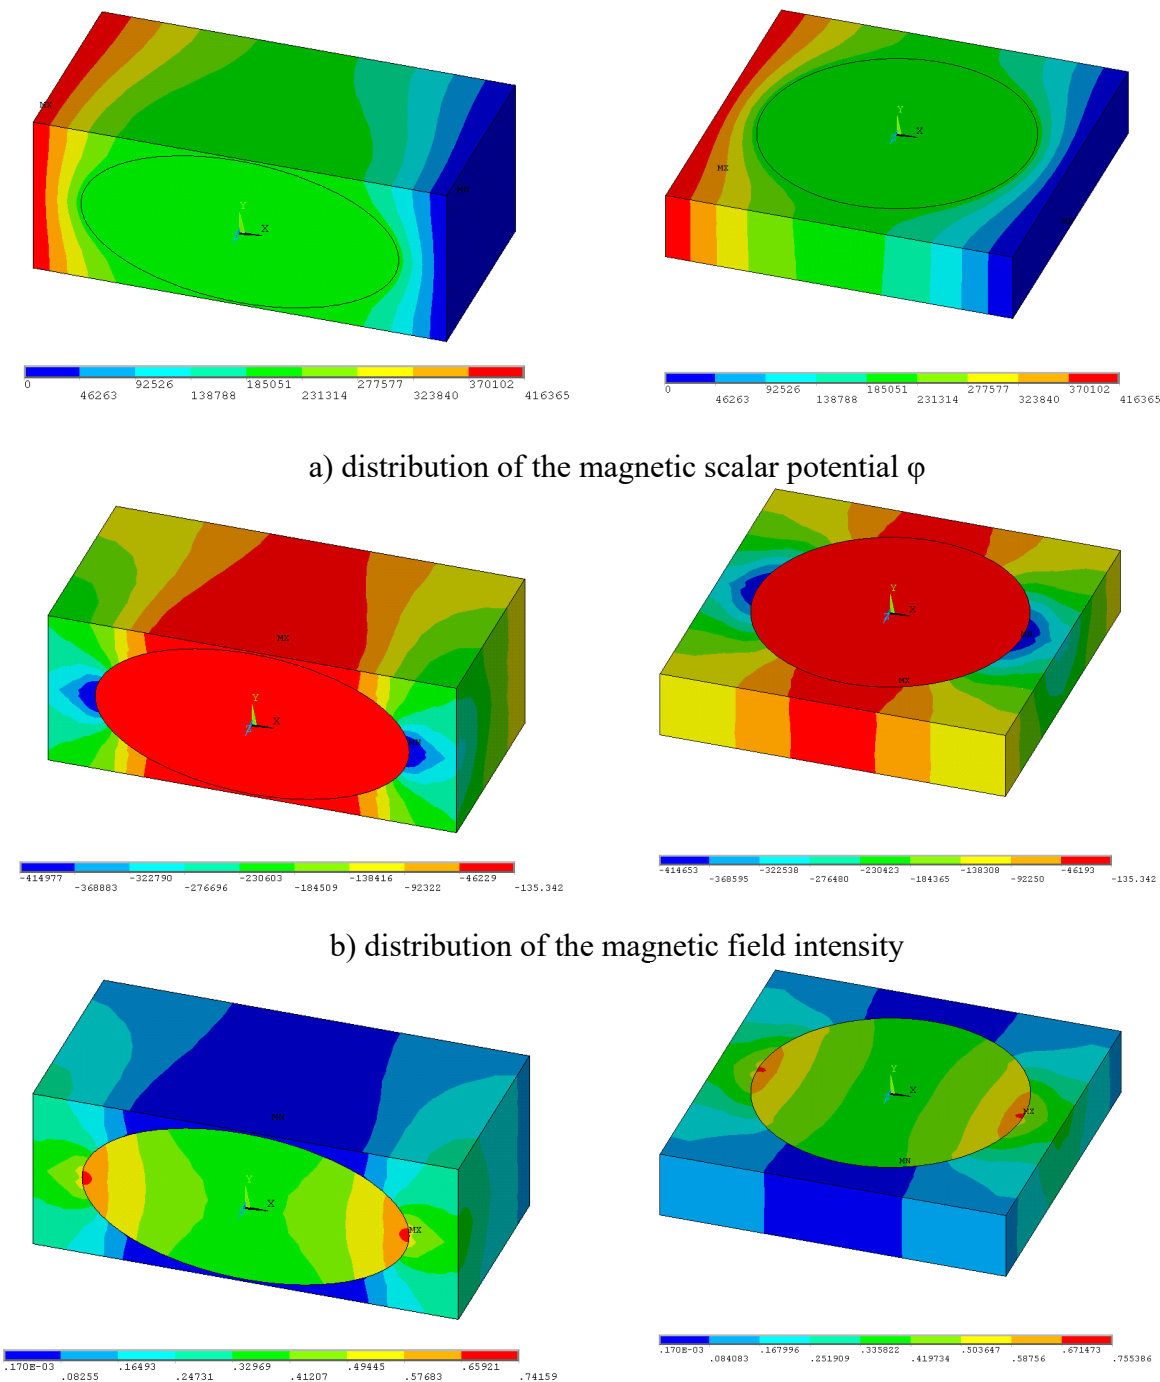 MX
MN
Y
X
Z
Y
X
Z
MX
MN
0 92526 185051 277577 370102
46263 138788 231314 323840 416365
0 92526 185051 277577 370102
46263 138788 231314 323840 416365
a) distribution of the magnetic scalar potential φ
MX
Y
X
Z
MN
Y
X
Z
MN
MX
-414977 -322790 -230603 -138416 -46229
-368883 -276696 -184509 -92322 -135.342
-414653 -322538 -230423 -138308 -46193
-368595 -276480 -184365 -92250 -135.342
b) distribution of the magnetic field intensity
MN
Y
X
Z
MX
Y
X
Z
MX
MN
.170E-03 .16493 .32969 .49445 .65921
.08255 .24731 .41207 .57683 .74159
.170E-03 .167996 .335822 .503647 .671473
.084083 .251909 .419734 .58756 .755386